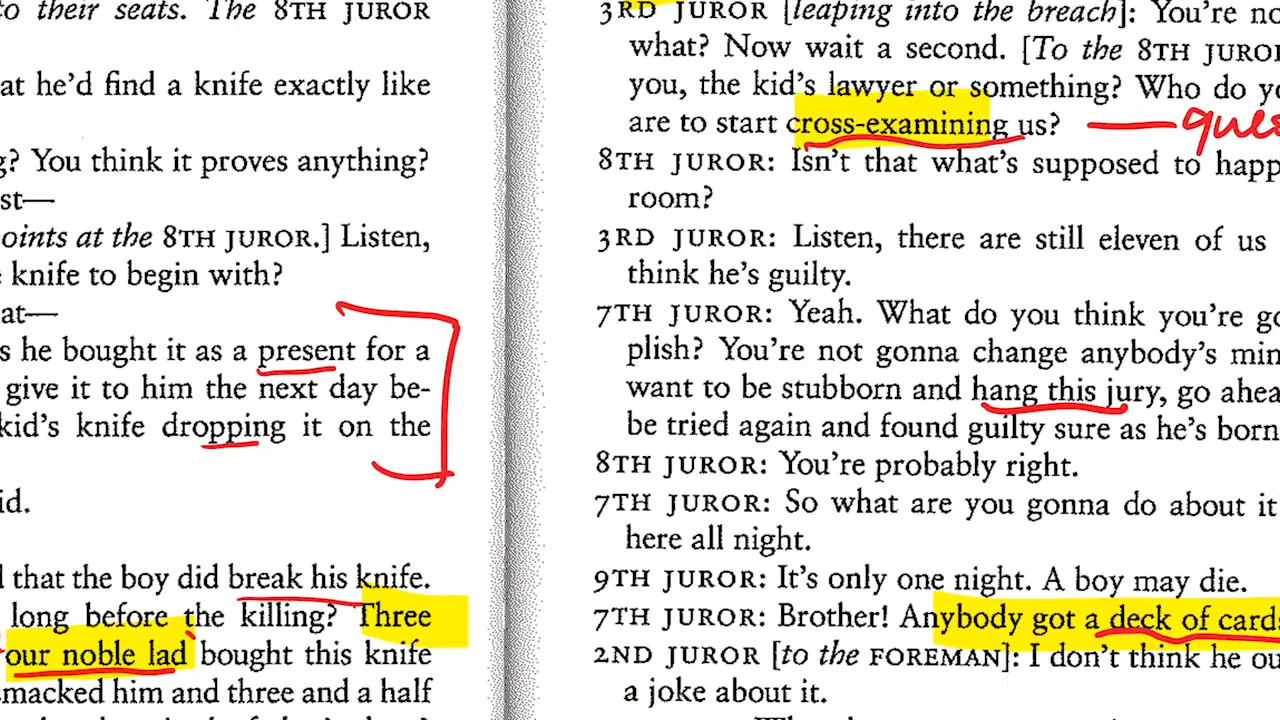 to their seats. The 8TH JUROR
at he'd find a knife exactly like
g? You think it proves anything?
st—
oints at the 8TH JUROR.] Listen,
knife to begin with?
at—
s he bought it as a present for a
give it to him the next day be-
kid's knife dropping it on the
id.
that the boy did break his knife.
long before the killing? Three
our noble lad bought this knife
smacked him and three and a half
3RD JUROR [leaping into the breach]: You're no
what? Now wait a second. [To the 8TH JUROR
you, the kid's lawyer or something? Who do yo
are to start cross-examining us? — ques
8TH JUROR: Isn't that what's supposed to happ
room?
3RD JUROR: Listen, there are still eleven of us
think he's guilty.
7TH JUROR: Yeah. What do you think you're go
plish? You're not gonna change anybody's min
want to be stubborn and hang this jury, go ahea
be tried again and found guilty sure as he's born
8TH JUROR: You're probably right.
7TH JUROR: So what are you gonna do about it
here all night.
9TH JUROR: It's only one night. A boy may die.
7TH JUROR: Brother! Anybody got a deck of cards
2ND JUROR [to the FOREMAN]: I don't think he ou
a joke about it.